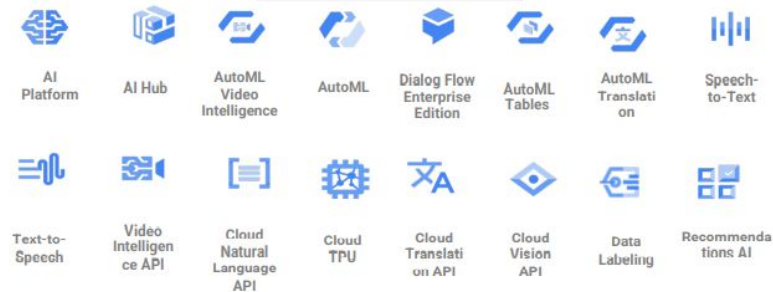 AI
Platform
AI Hub
AutoML
Video
Intelligence
AutoML
Dialog Flow
Enterprise
Edition
AutoML
Tables
AutoML
Translati
on
Speech-
to-Text
Text-to-
Speech
Video
Intelligen
ce API
Cloud
Natural
Language
API
Cloud
TPU
Cloud
Translati
on API
Cloud
Vision
API
Data
Labeling
Recommenda
tions AI